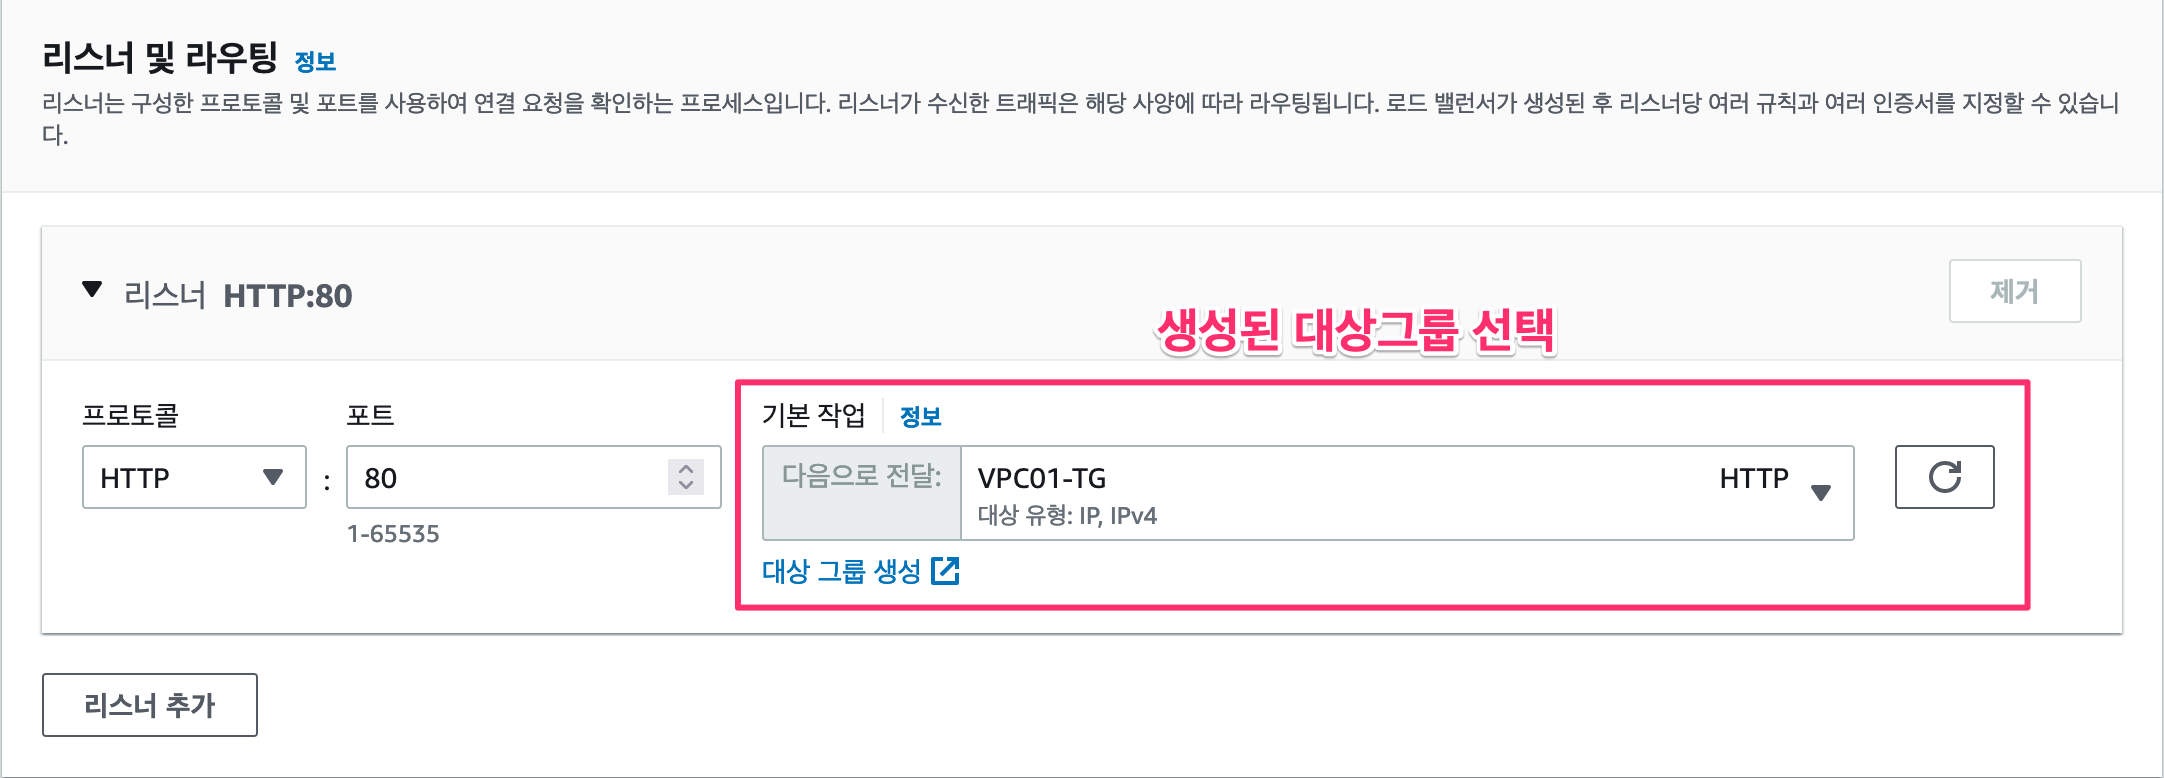 리스너 및 라우팅 정보
리스너는 구성한 프로토콜 및 포트를 사용하여 연결 요청을 확인하는 프로세스입니다. 리스너가 수신한 트래픽은 해당 사양에 따라 라우팅됩니다. 로드 밸런서가 생성된 후 리스너당 여러 규칙과 여러 인증서를 지정할 수 있습니
다.
리스너 HTTP:80
제거
생성된 대상그룹 선택
프로토콜
포트
기본 작업 정보
HTTP
:
80
다음으로 전달:
VPC01-TG
HTTP
대상 유형: IP, IPv4
1-65535
대상 그룹 생성
리스너 추가